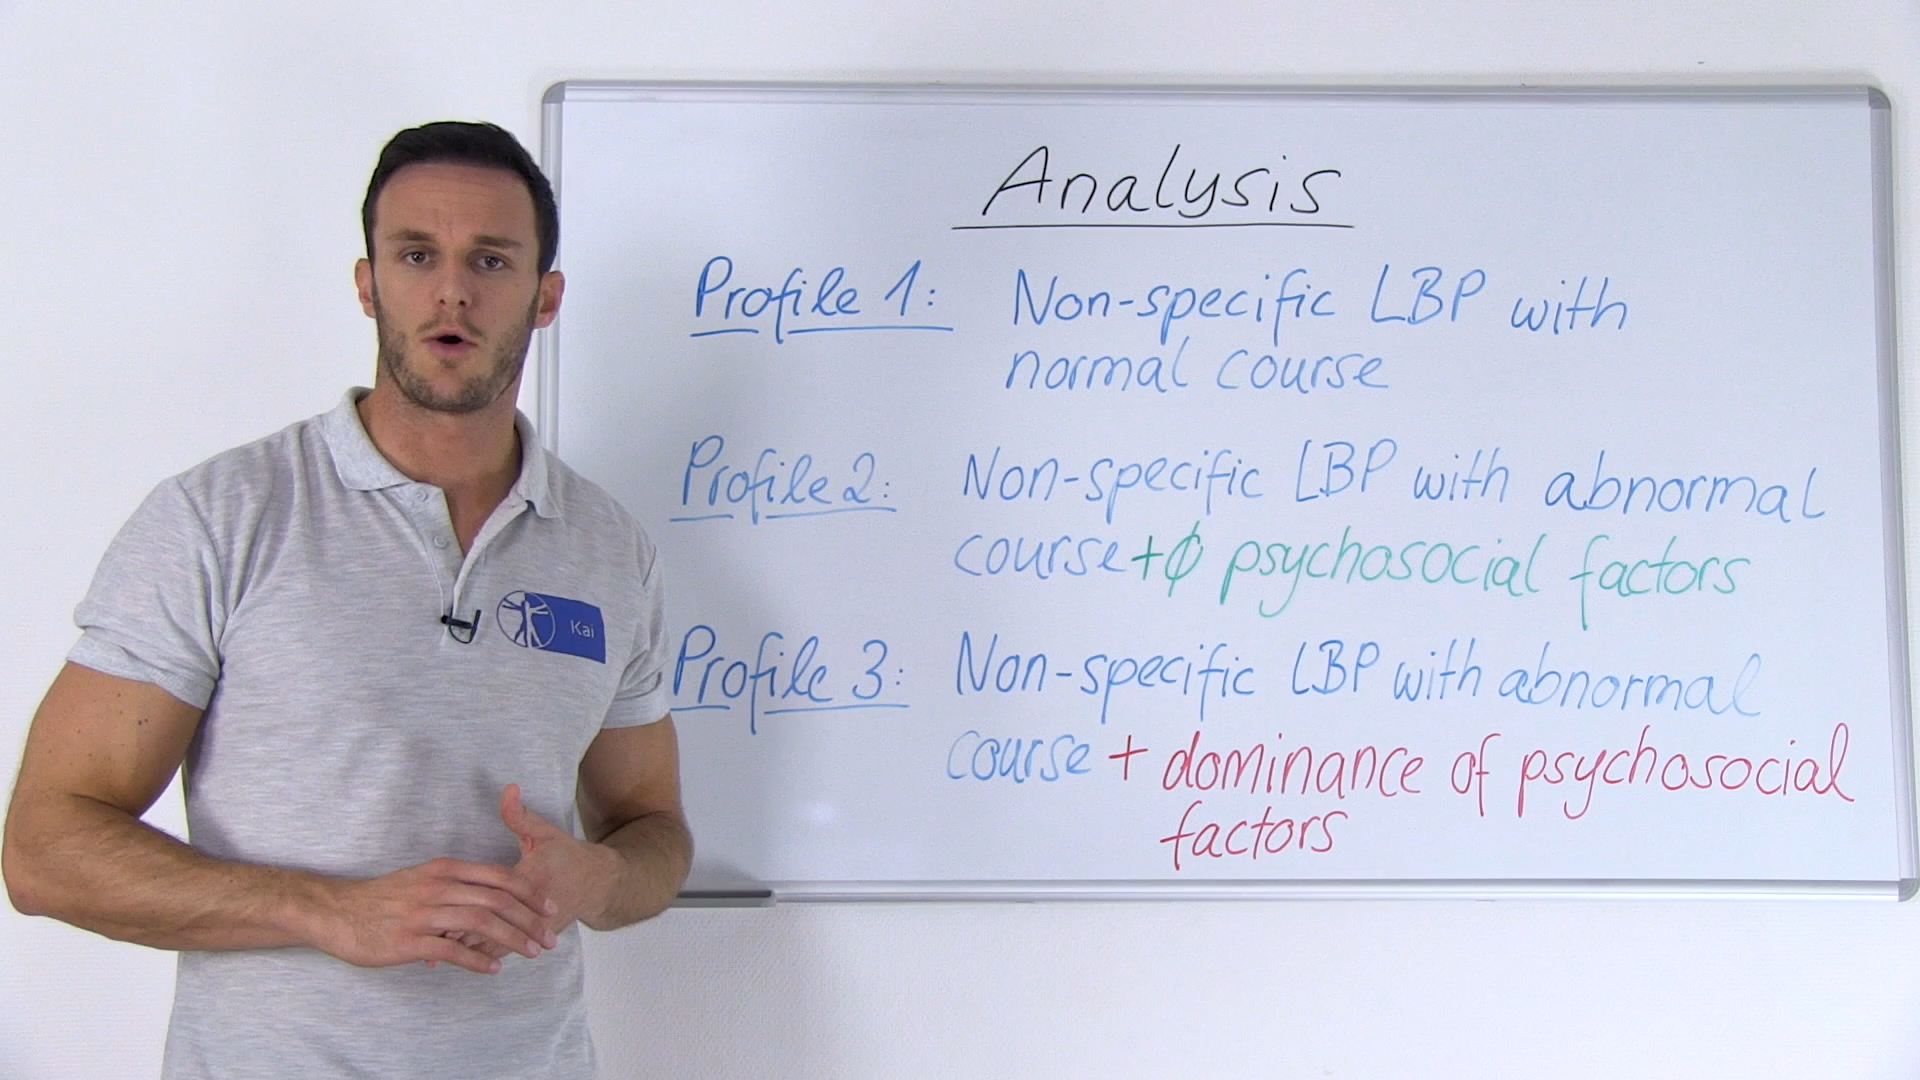 Analysis
Profile 1: Non-specific LBP with
normal course
Profile 2: Non-specific LBP with abnormal
course + ϕ psychosocial factors
Profile 3: Non-specific LBP with abnormal
course + dominance of psychosocial
factors
Kai